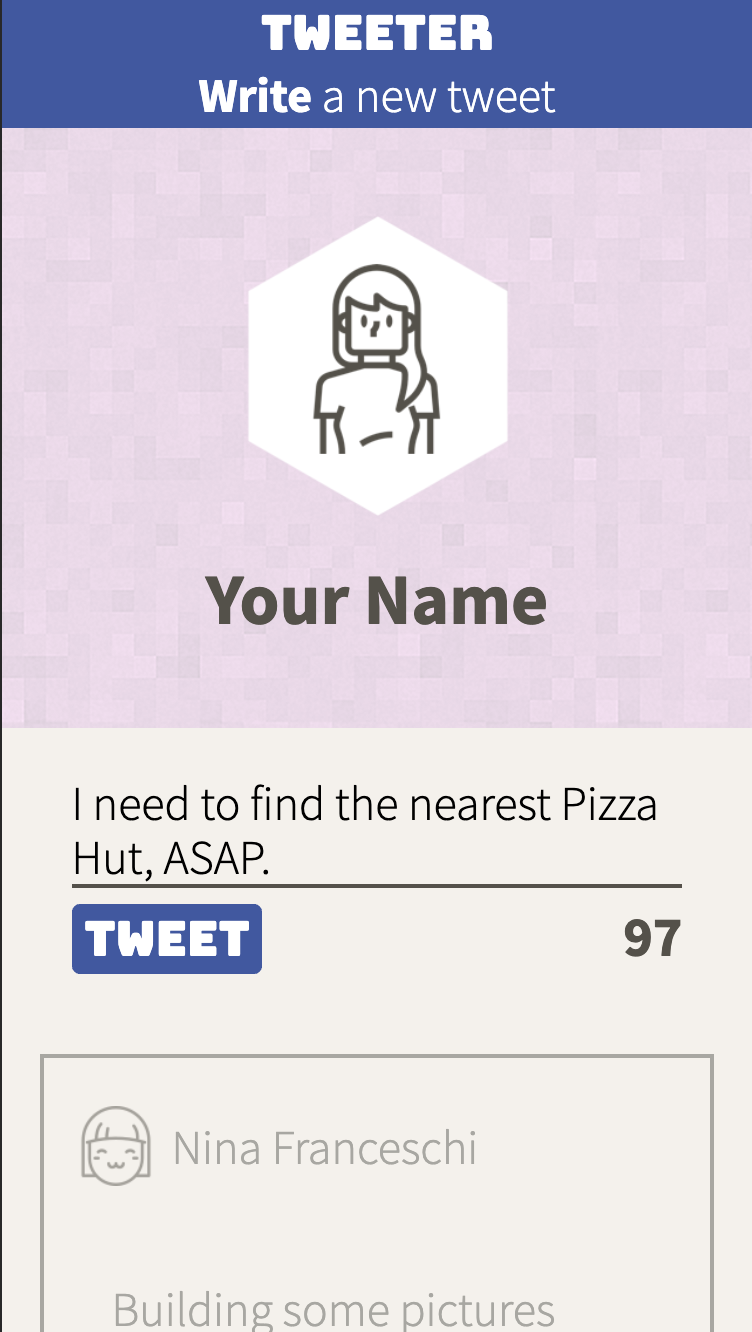 TWEETER
Write a new tweet
Your Name
I need to find the nearest Pizza
Hut, ASAP.
TWEET
97
Nina Franceschi
Building some pictures